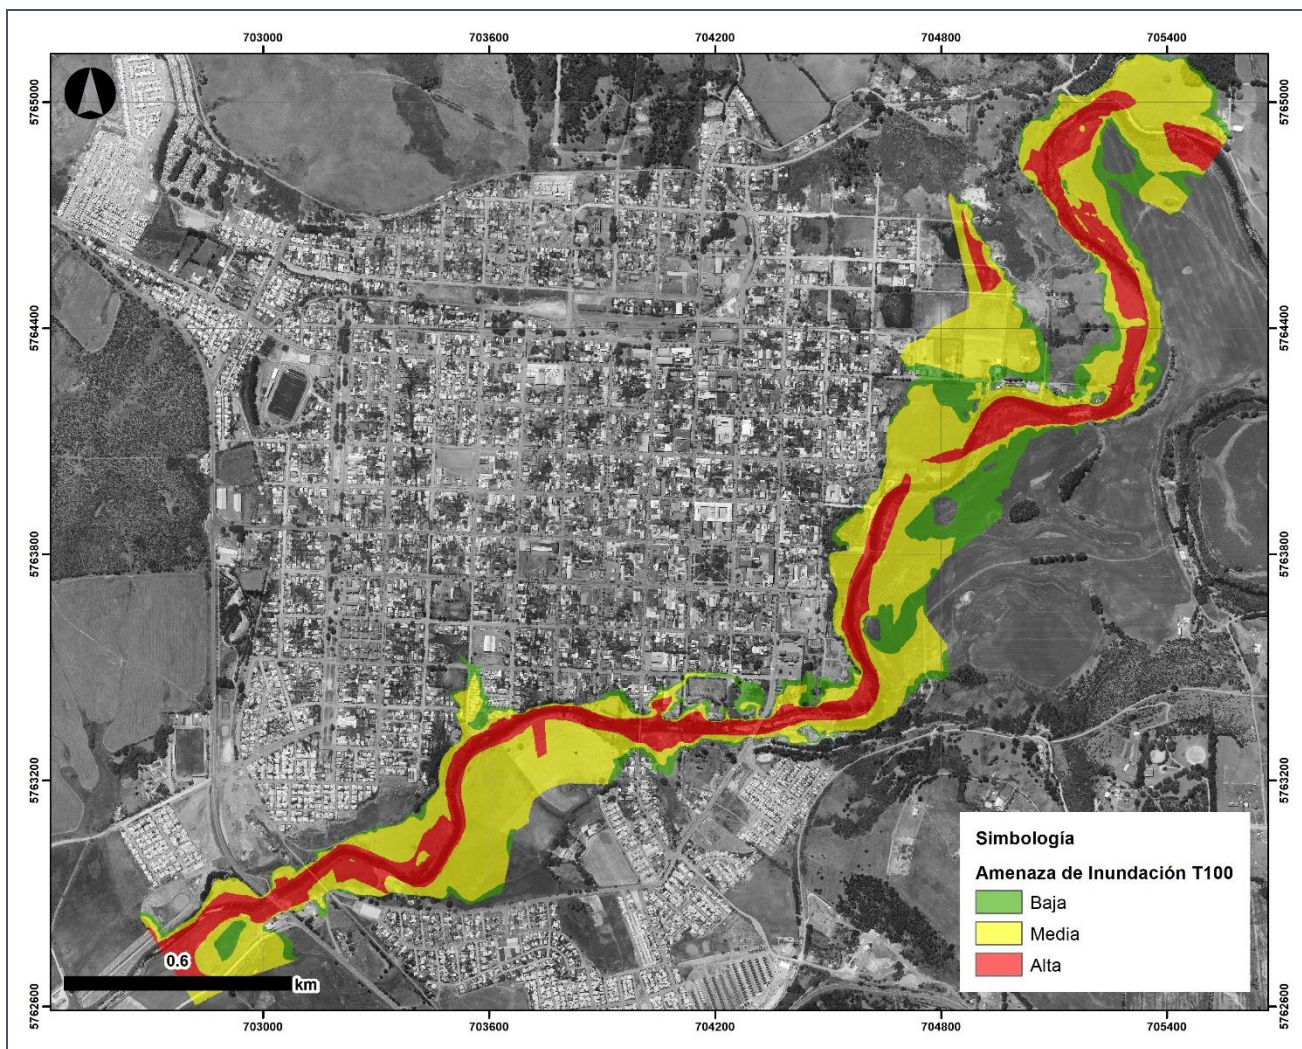 703000 703600 704200 704800 705400
5765000 5765000
5764400 5764400
5763800 5763800
5763200 5763200
Simbología
Amenaza de Inundación T100
Baja
Media
Alta
0.6
km
5762600 5762600
703000 703600 704200 704800 705400